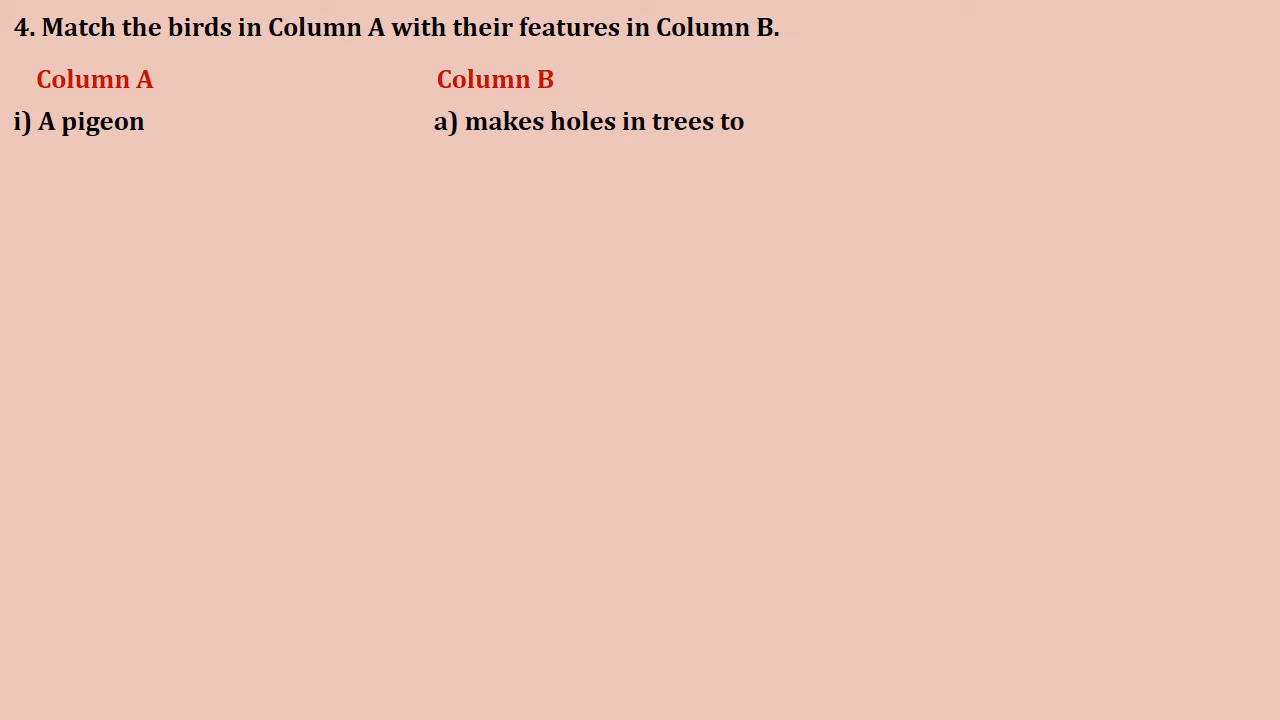 4. Match the birds in Column A with their features in Column B.
Column A Column B
i) A pigeon a) makes holes in trees to